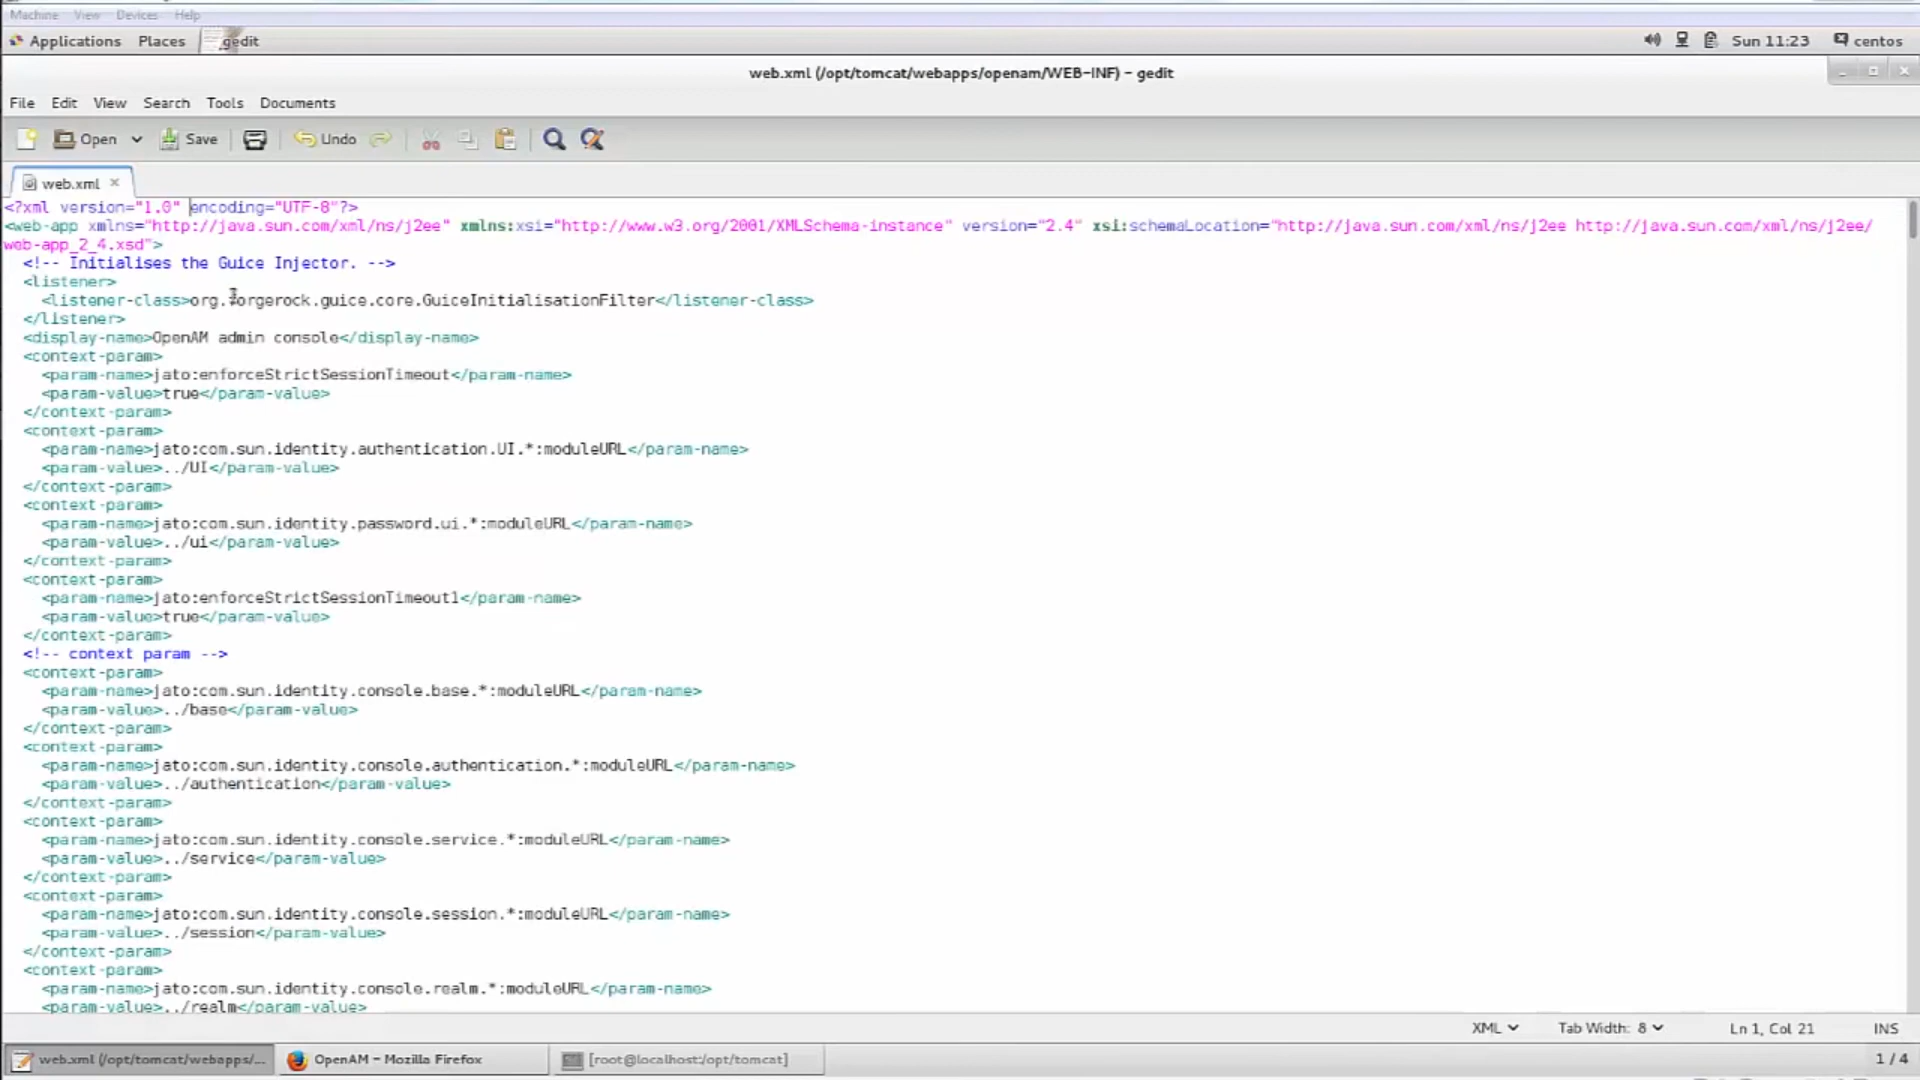 Machine View Devices Help
Applications Places gedit Sun 11:23 centos
web.xml (/opt/tomcat/webapps/openam/WEB-INF) - gedit
File Edit View Search Tools Documents
Open Save Undo
web.xml
<?xml version="1.0" encoding="UTF-8"?>
<web-app xmlns="http://java.sun.com/xml/ns/j2ee" xmlns:xsi="http://www.w3.org/2001/XMLSchema-instance" version="2.4" xsi:schemaLocation="http://java.sun.com/xml/ns/j2ee http://java.sun.com/xml/ns/j2ee/
web-app_2_4.xsd">
<!-- Initialises the Guice Injector. -->
<listener>
<listener-class>org.forgerock.guice.core.GuiceInitialisationFilter</listener-class>
</listener>
<display-name>OpenAM admin console</display-name>
<context-param>
<param-name>jato:enforceStrictSessionTimeout</param-name>
<param-value>true</param-value>
</context-param>
<context-param>
<param-name>jato:com.sun.identity.authentication.UI.*:moduleURL</param-name>
<param-value>../UI</param-value>
</context-param>
<context-param>
<param-name>jato:com.sun.identity.password.ui.*:moduleURL</param-name>
<param-value>../ui</param-value>
</context-param>
<context-param>
<param-name>jato:enforceStrictSessionTimeout1</param-name>
<param-value>true</param-value>
</context-param>
<!-- context param -->
<context-param>
<param-name>jato:com.sun.identity.console.base.*:moduleURL</param-name>
<param-value>../base</param-value>
</context-param>
<context-param>
<param-name>jato:com.sun.identity.console.authentication.*:moduleURL</param-name>
<param-value>../authentication</param-value>
</context-param>
<context-param>
<param-name>jato:com.sun.identity.console.service.*:moduleURL</param-name>
<param-value>../service</param-value>
</context-param>
<context-param>
<param-name>jato:com.sun.identity.console.session.*:moduleURL</param-name>
<param-value>../session</param-value>
</context-param>
<context-param>
<param-name>jato:com.sun.identity.console.realm.*:moduleURL</param-name>
<param-value>../realm</param-value>
XML Tab Width: 8 Ln 1, Col 21 INS
web.xml (/opt/tomcat/webapps/... OpenAM - Mozilla Firefox [root@localhost:/opt/tomcat] 1 / 4